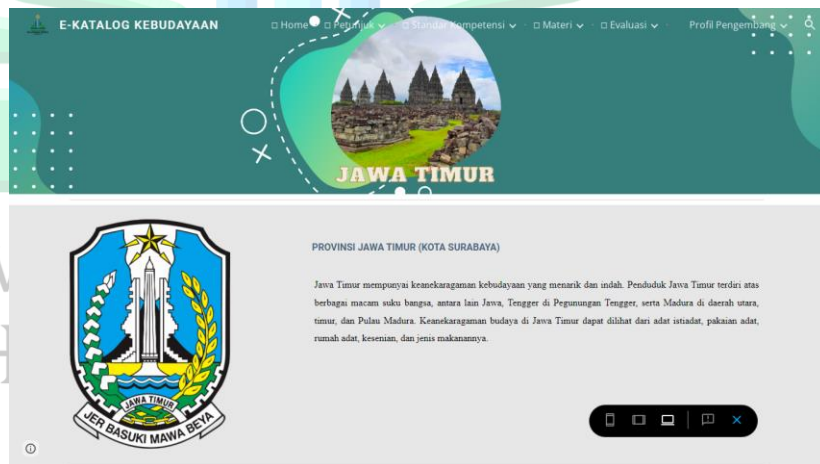 E-KATALOG KEBUDAYAAN
Home Petunjuk Standar Kompetensi Materi Evaluasi Profil Pengembang
JAWA TIMUR
PROVINSI JAWA TIMUR (KOTA SURABAYA)
Jawa Timur mempunyai keanekaragaman kebudayaan yang menarik dan indah. Penduduk Jawa Timur terdiri atas
berbagai macam suku bangsa, antara lain Jawa, Tengger di Pegunungan Tengger, serta Madura di daerah utara,
timur, dan Pulau Madura. Keanekaragaman budaya di Jawa Timur dapat dilihat dari adat istiadat, pakaian adat,
rumah adat, kesenian, dan jenis makanannya.
JAWA TIMUR
JER BASUKI MAWA BEYA